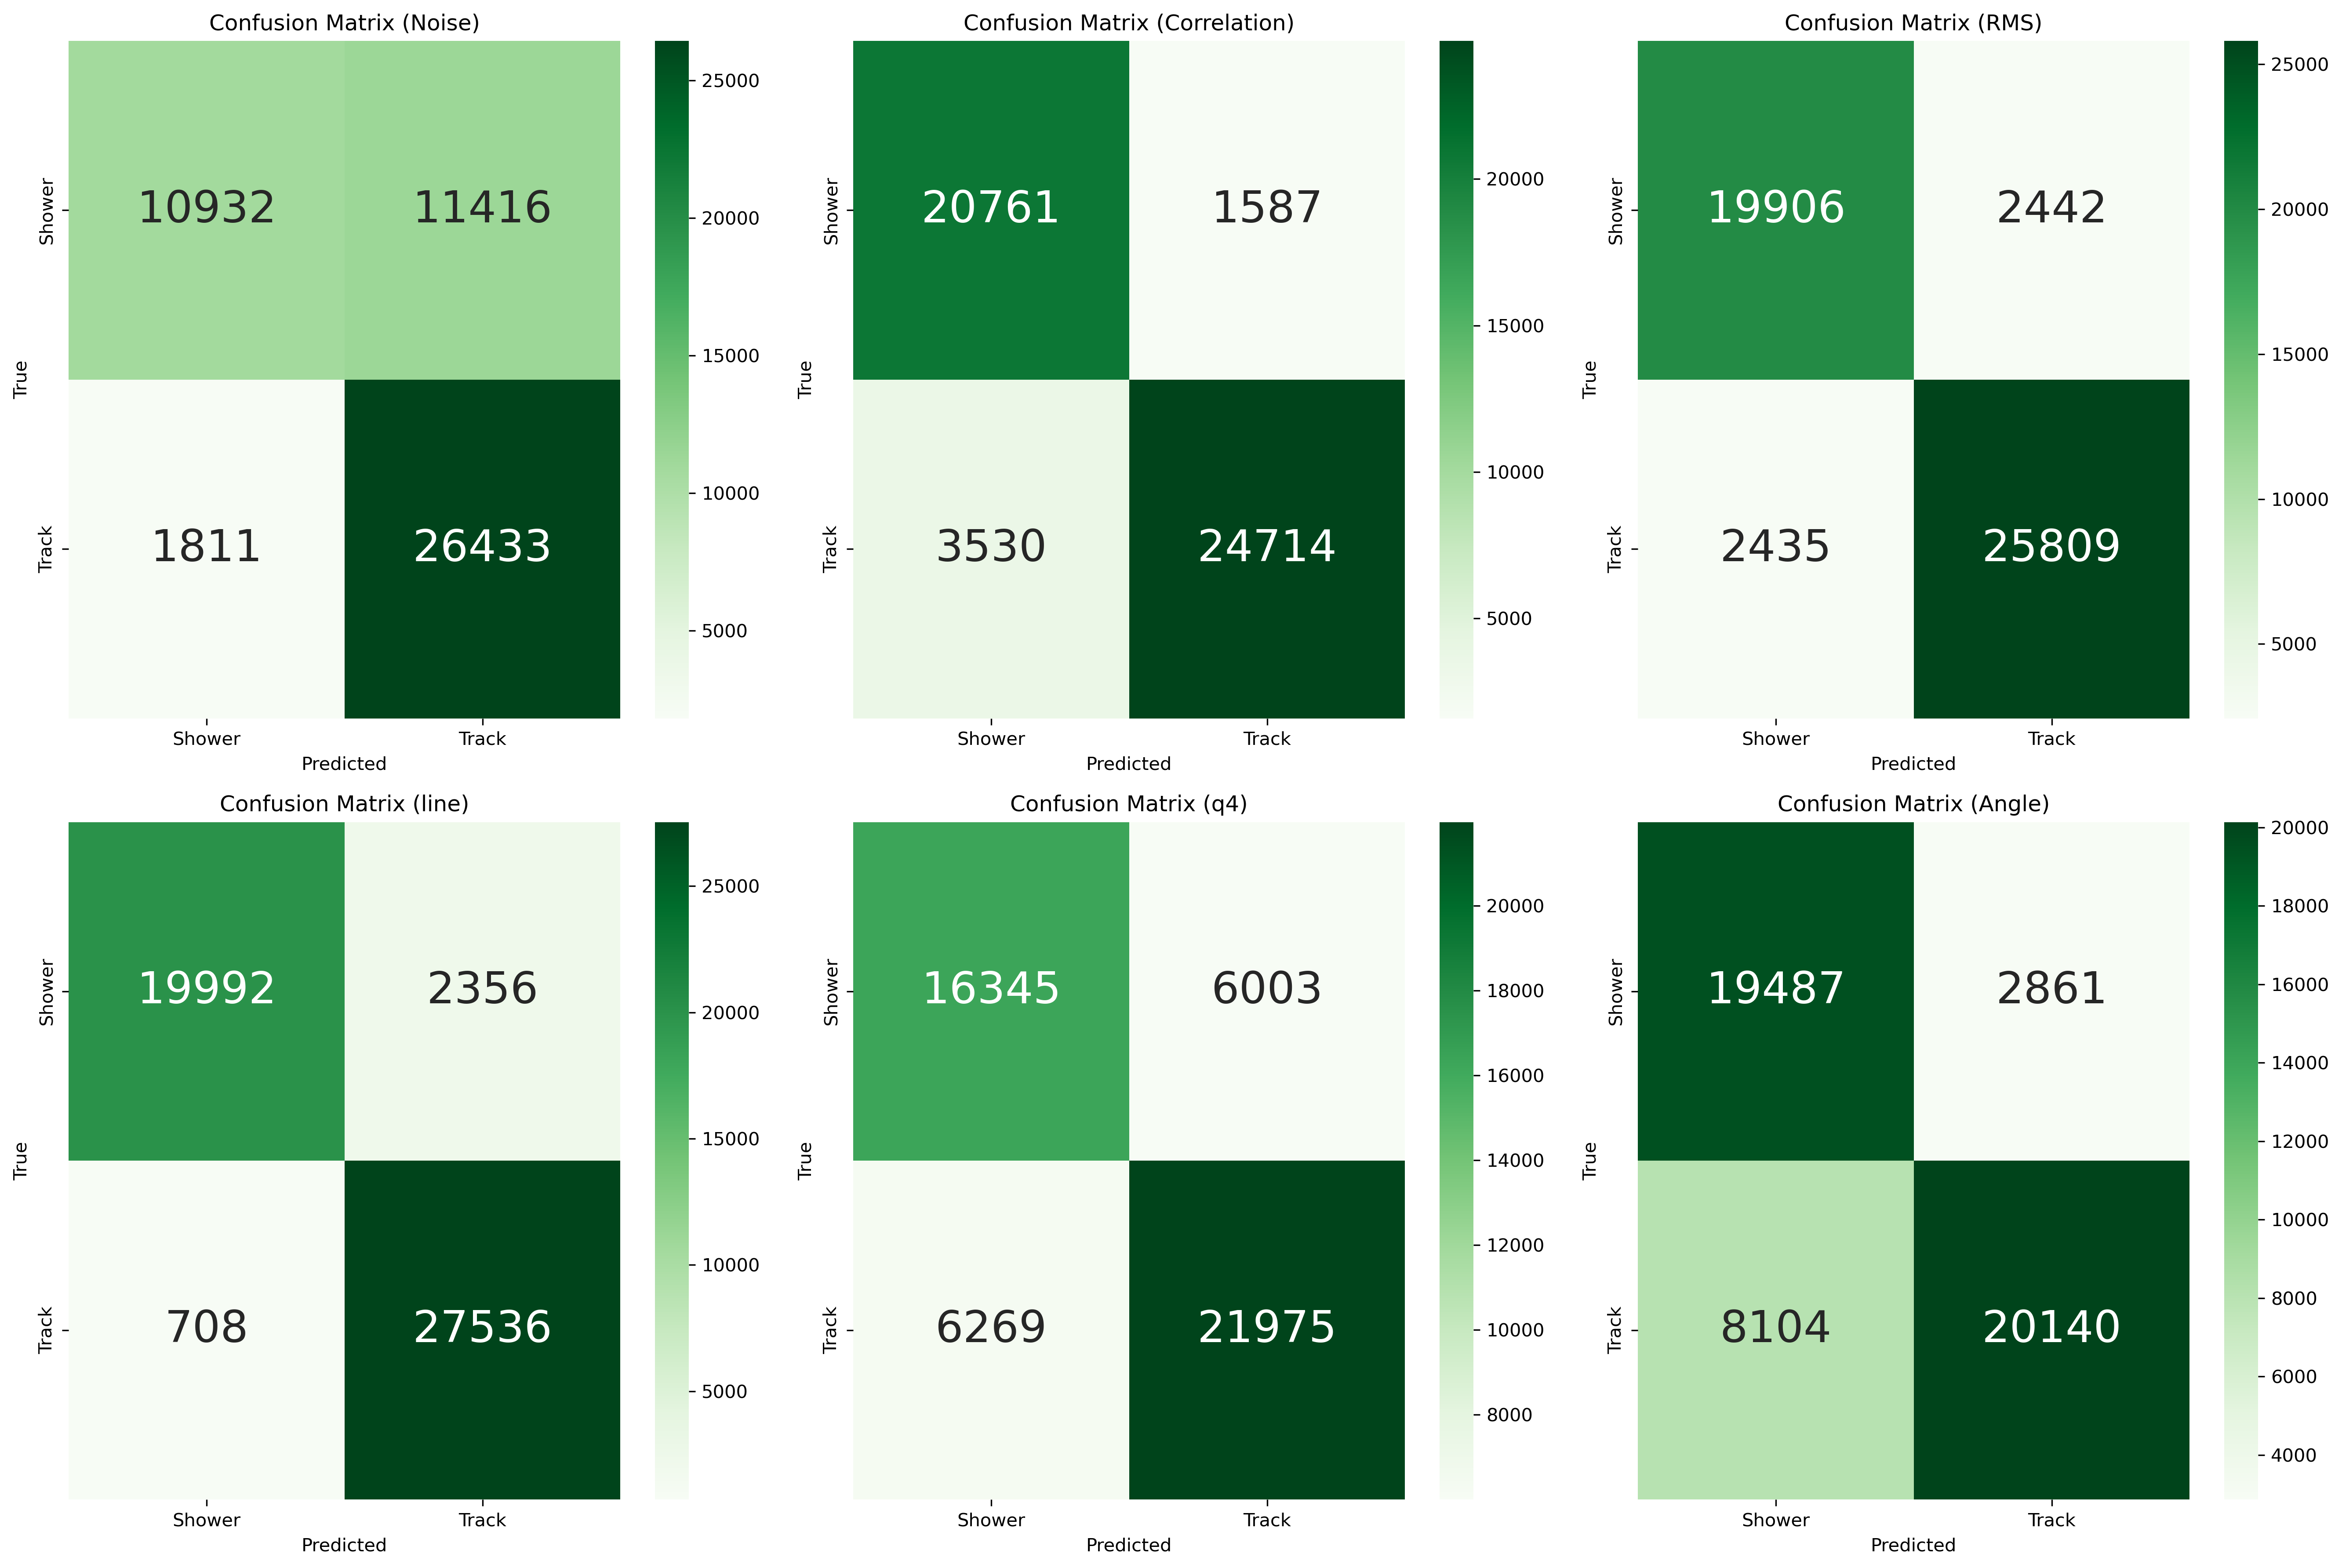 Confusion Matrix (Noise)
Shower
Track
True
10932
11416
1811
26433
Shower
Track
Predicted
25000
20000
15000
10000
5000
Confusion Matrix (Correlation)
Shower
Track
True
20761
1587
3530
24714
Shower
Track
Predicted
20000
15000
10000
5000
Confusion Matrix (RMS)
Shower
Track
True
19906
2442
2435
25809
Shower
Track
Predicted
25000
20000
15000
10000
5000
Confusion Matrix (line)
Shower
Track
True
19992
2356
708
27536
Shower
Track
Predicted
25000
20000
15000
10000
5000
Confusion Matrix (q4)
Shower
Track
True
16345
6003
6269
21975
Shower
Track
Predicted
20000
18000
16000
14000
12000
10000
8000
Confusion Matrix (Angle)
Shower
Track
True
19487
2861
8104
20140
Shower
Track
Predicted
20000
18000
16000
14000
12000
10000
8000
6000
4000